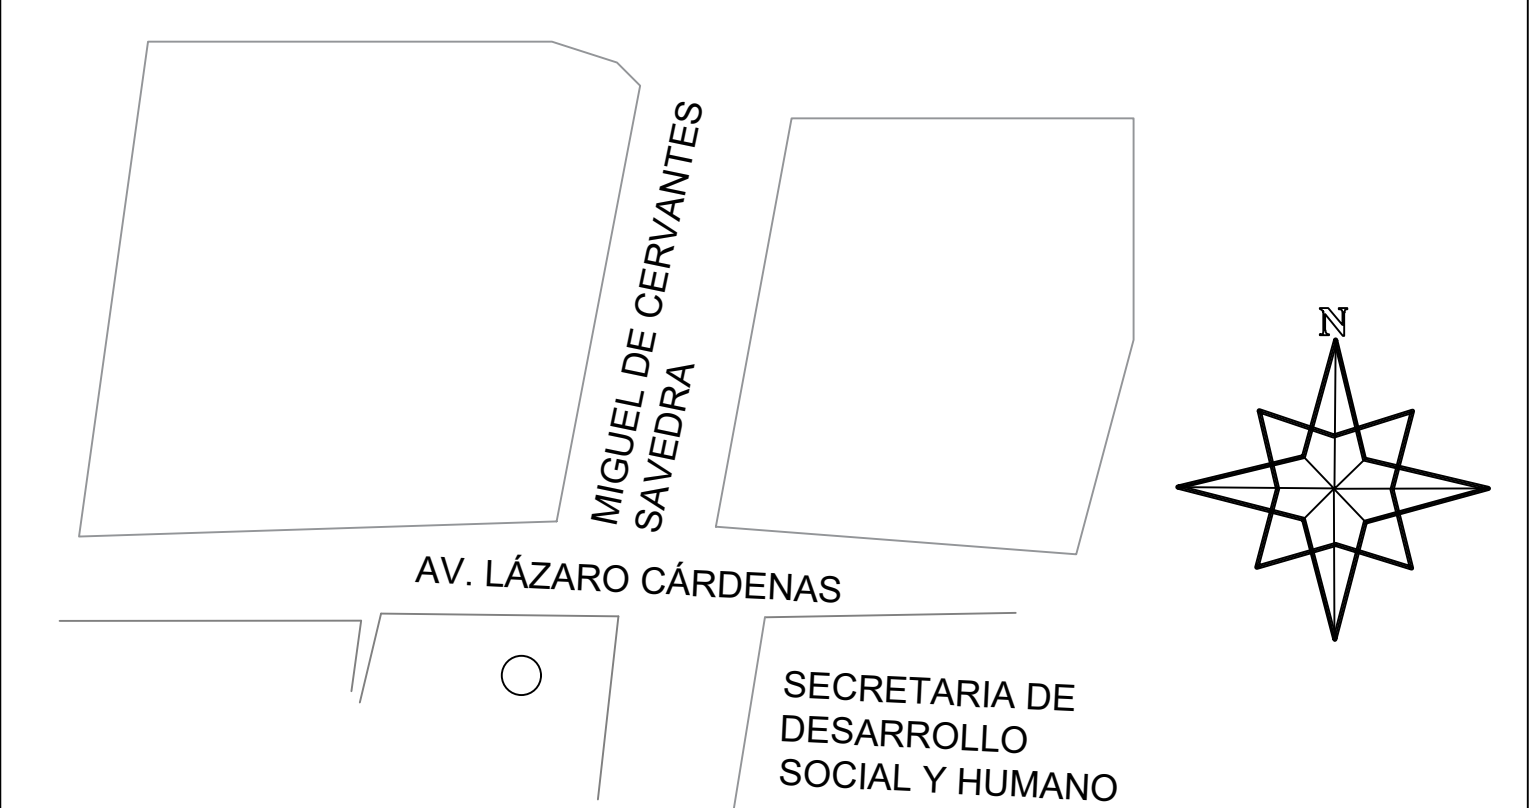 MIGUEL DE CERVANTES
SAVEDRA
N
AV. LÁZARO CÁRDENAS
SECRETARIA DE
DESARROLLO
SOCIAL Y HUMANO